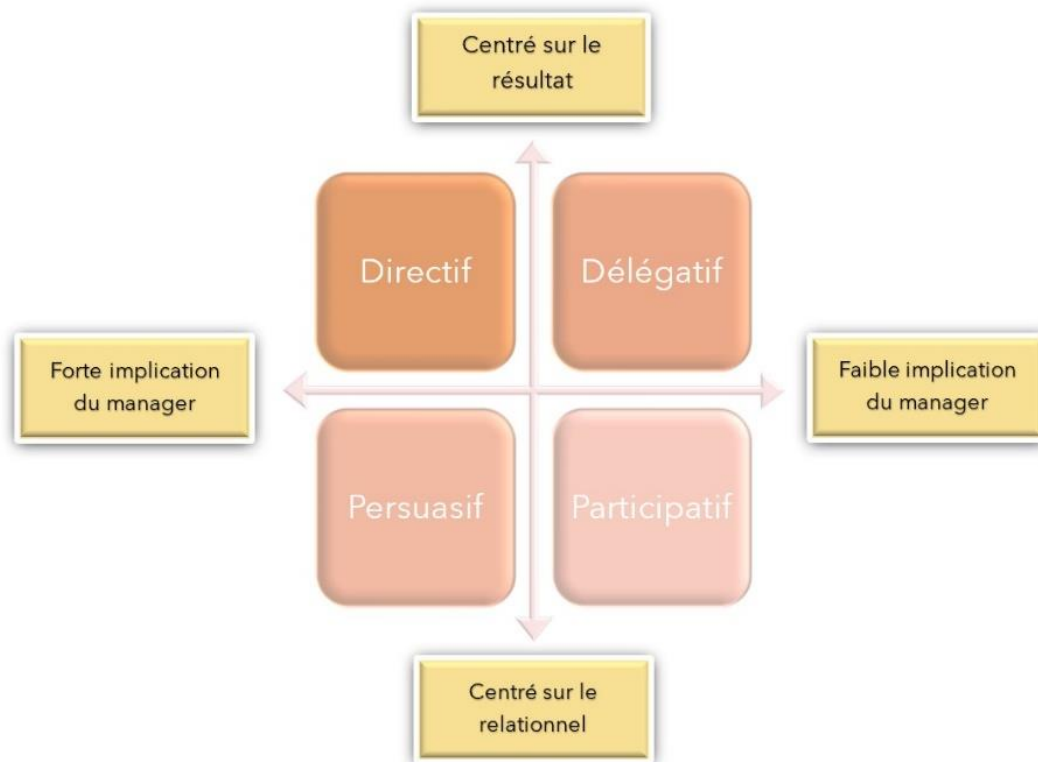 Centré sur le
résultat
Directif
Délégatif
Forte implication
du manager
Faible implication
du manager
Persuasif
Participatif
Centré sur le
relationnel